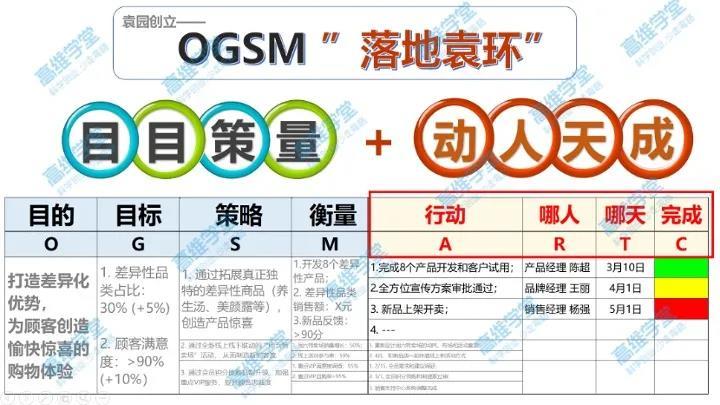 袁园创立——
OGSM ”落地袁环”
目目策量 + 动人天成
目的 目标 策略 衡量 行动 哪人 哪天 完成
O G S M A R T C
打造差异化
优势，
为顾客创造
愉快惊喜的
购物体验
1. 差异性品
类占比：
30% (+5%)
2. 顾客满意
度：>90%
(+10%)
1. 通过拓展真正独
特的差异性商品（养
生汤、美颜露等），
创造产品惊喜
1.开发8个差异
性产品；
2. 差异性品类
销售额：X元
3.新品反馈：
>90分
1.完成8个产品开发和客户试用； 产品经理 陈超 3月10日
2.全方位宣传方案审批通过； 品牌经理 王丽 4月1日
3. 新品上架开卖； 销售经理 杨强 5月1日
4. ---
高维学堂
科学创业,少走弯路